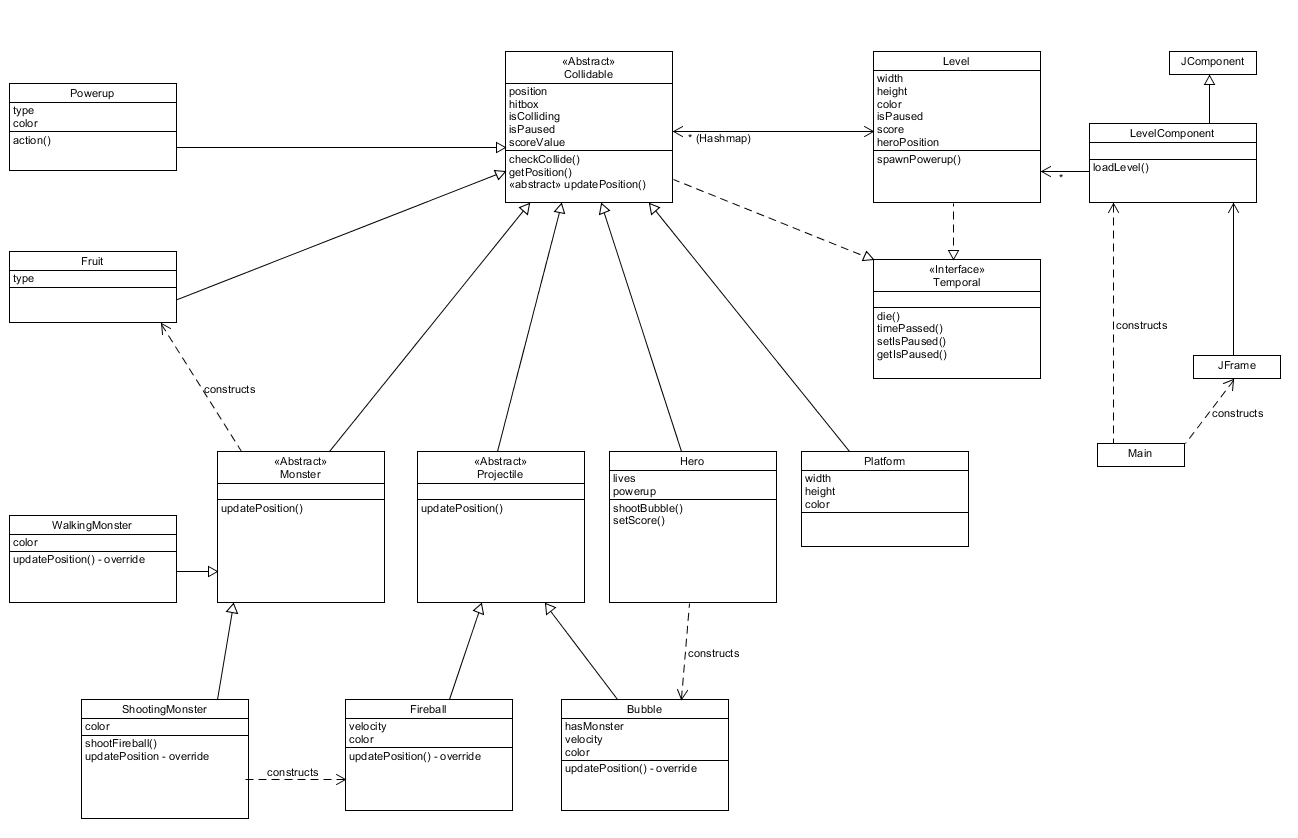 «Abstract»
Collidable
position
hitbox
isColliding
isPaused
scoreValue
checkCollide()
getPosition()
«abstract» updatePosition()
Level
width
height
color
isPaused
score
heroPosition
spawnPowerup()
JComponent
Powerup
type
color
action()
* (Hashmap)
LevelComponent
loadLevel()
*
Fruit
type
«Interface»
Temporal
die()
timePassed()
setIsPaused()
getIsPaused()
constructs
JFrame
constructs
constructs
Main
«Abstract»
Monster
updatePosition()
«Abstract»
Projectile
updatePosition()
Hero
lives
powerup
shootBubble()
setScore()
Platform
width
height
color
WalkingMonster
color
updatePosition() - override
constructs
ShootingMonster
color
shootFireball()
updatePosition - override
constructs
Fireball
velocity
color
updatePosition() - override
Bubble
hasMonster
velocity
color
updatePosition() - override